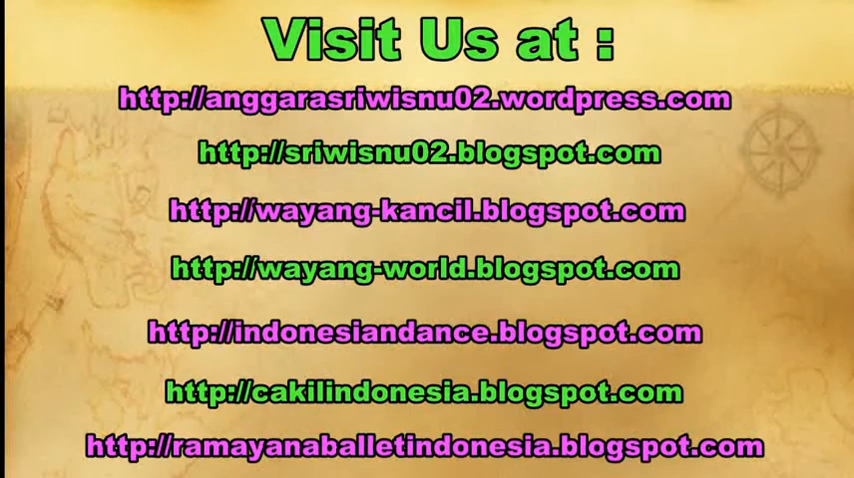 Visit Us at :
http://anggarasriwisnu02.wordpress.com
http://sriwisnu02.blogspot.com
http://wayang-kancil.blogspot.com
http://wayang-world.blogspot.com
http://indonesiandance.blogspot.com
http://cakilindonesia.blogspot.com
http://ramayanaballetindonesia.blogspot.com